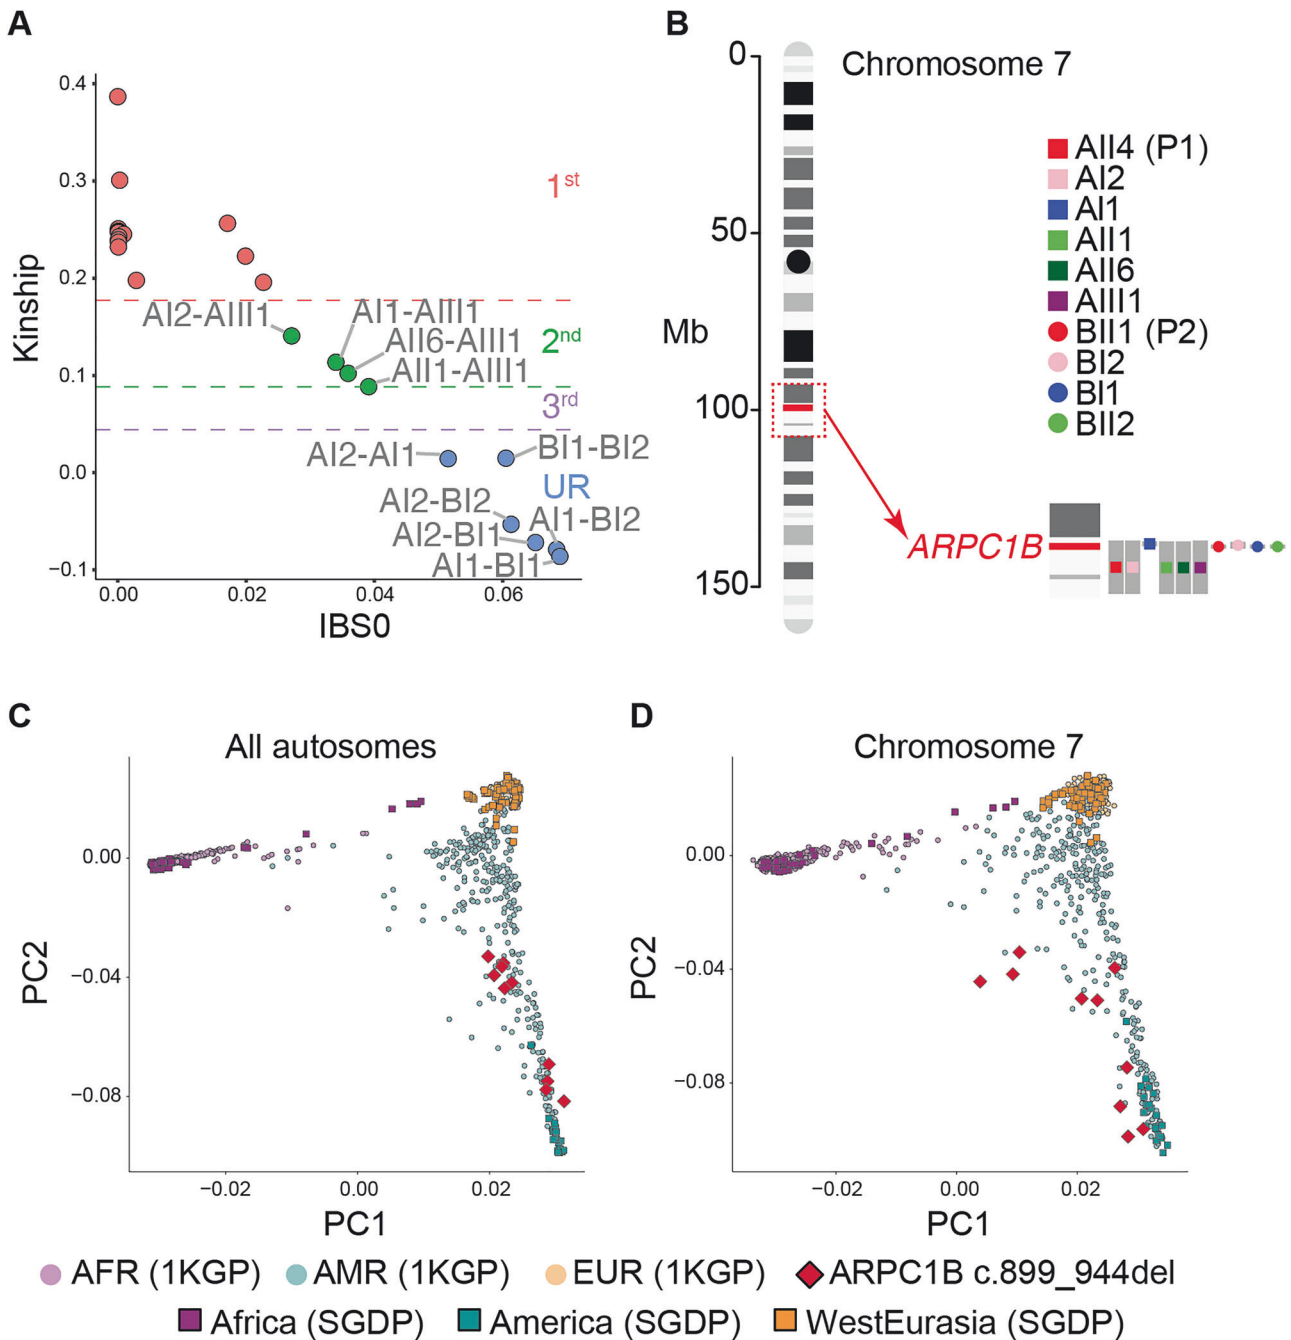 A
0.4
0.3
0.2
0.1
0.0
−0.1
Kinship
1st
2nd
3rd
UR
AI2-AIII1
AI1-AIII1
AII6-AIII1
AII1-AIII1
AI2-AI1
BI1-BI2
AI2-BI2
AI1-BI2
AI2-BI1
AI1-BI1
0.00
0.02
0.04
0.06
IBS0
B
Chromosome 7
0
50
Mb
100
150
AII4 (P1)
AI2
AI1
AII1
AII6
AIII1
BII1 (P2)
BI2
BI1
BII2
ARPC1B
C
All autosomes
0.00
−0.04
−0.08
PC2
−0.02
0.00
0.02
PC1
D
Chromosome 7
0.00
−0.04
−0.08
PC2
−0.02
0.00
0.02
PC1
AFR (1KGP)
AMR (1KGP)
EUR (1KGP)
ARPC1B c.899_944del
Africa (SGDP)
America (SGDP)
WestEurasia (SGDP)